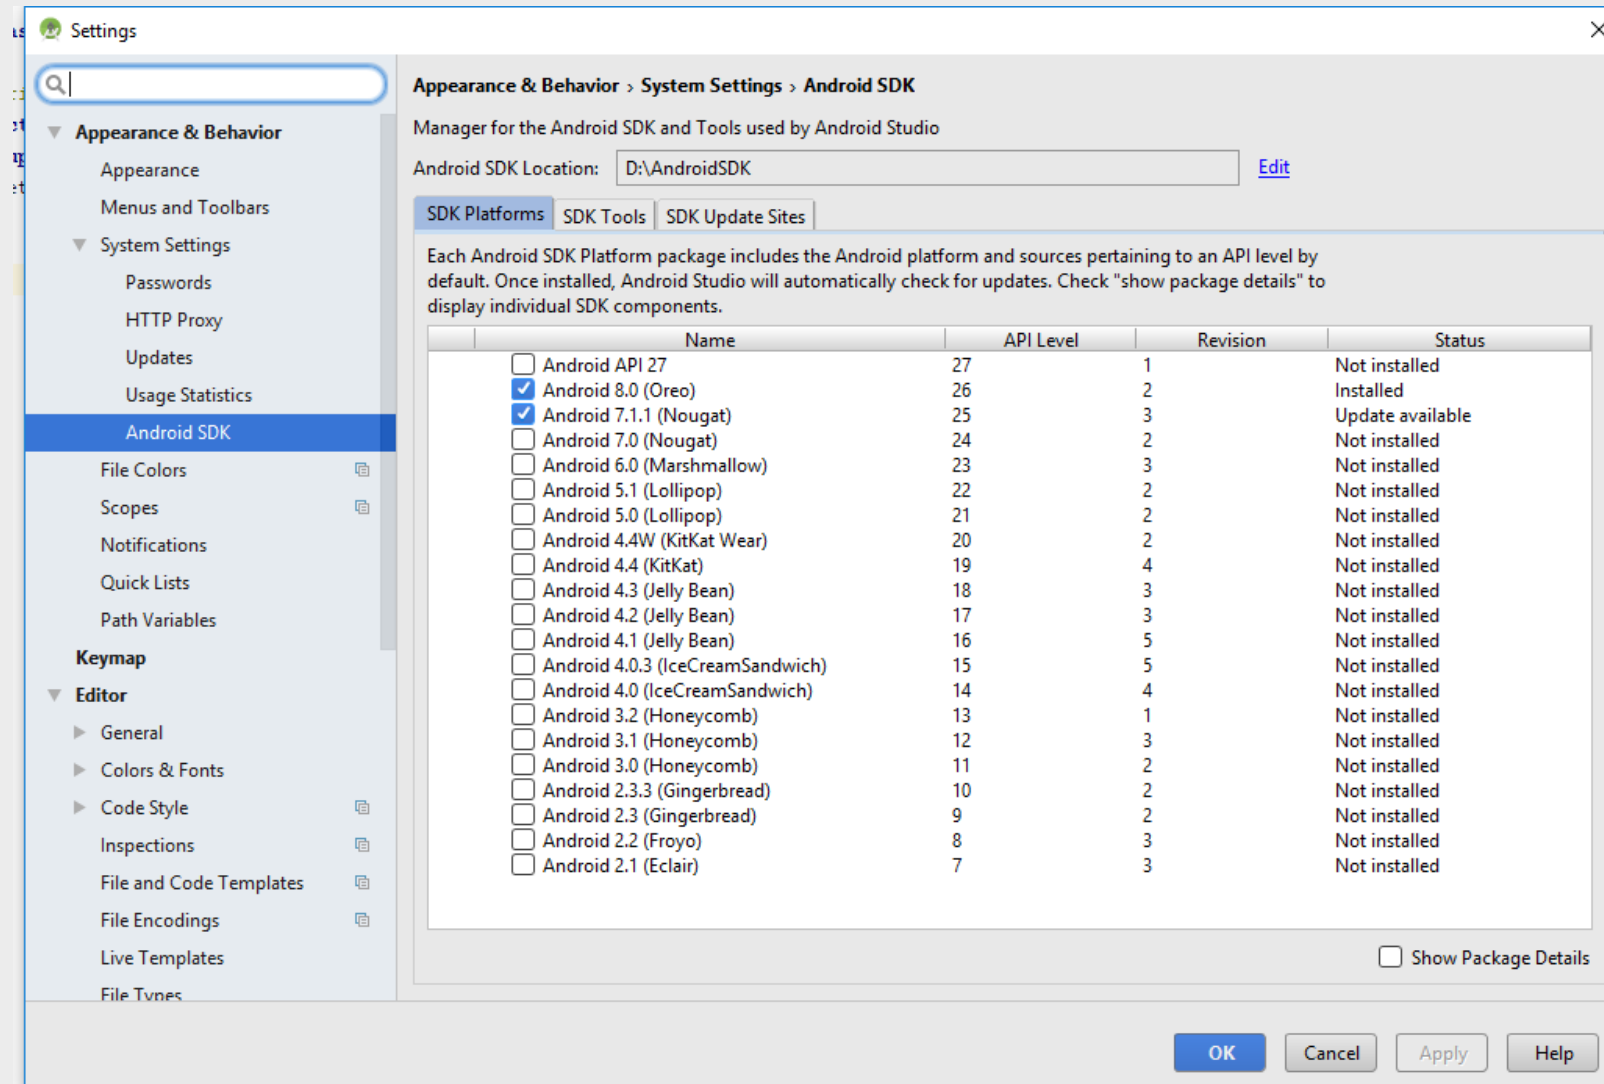 Settings
Appearance & Behavior
Appearance
Menus and Toolbars
System Settings
Passwords
HTTP Proxy
Updates
Usage Statistics
Android SDK
File Colors
Scopes
Notifications
Quick Lists
Path Variables
Keymap
Editor
General
Colors & Fonts
Code Style
Inspections
File and Code Templates
File Encodings
Live Templates
File Types
Appearance & Behavior › System Settings › Android SDK
Manager for the Android SDK and Tools used by Android Studio
Android SDK Location: D:\AndroidSDK Edit
SDK Platforms SDK Tools SDK Update Sites
Each Android SDK Platform package includes the Android platform and sources pertaining to an API level by
default. Once installed, Android Studio will automatically check for updates. Check "show package details" to
display individual SDK components.
Name API Level Revision Status
Android API 27 27 1 Not installed
Android 8.0 (Oreo) 26 2 Installed
Android 7.1.1 (Nougat) 25 3 Update available
Android 7.0 (Nougat) 24 2 Not installed
Android 6.0 (Marshmallow) 23 3 Not installed
Android 5.1 (Lollipop) 22 2 Not installed
Android 5.0 (Lollipop) 21 2 Not installed
Android 4.4W (KitKat Wear) 20 2 Not installed
Android 4.4 (KitKat) 19 4 Not installed
Android 4.3 (Jelly Bean) 18 3 Not installed
Android 4.2 (Jelly Bean) 17 3 Not installed
Android 4.1 (Jelly Bean) 16 5 Not installed
Android 4.0.3 (IceCreamSandwich) 15 5 Not installed
Android 4.0 (IceCreamSandwich) 14 4 Not installed
Android 3.2 (Honeycomb) 13 1 Not installed
Android 3.1 (Honeycomb) 12 3 Not installed
Android 3.0 (Honeycomb) 11 2 Not installed
Android 2.3.3 (Gingerbread) 10 2 Not installed
Android 2.3 (Gingerbread) 9 2 Not installed
Android 2.2 (Froyo) 8 3 Not installed
Android 2.1 (Eclair) 7 3 Not installed
Show Package Details
OK Cancel Apply Help